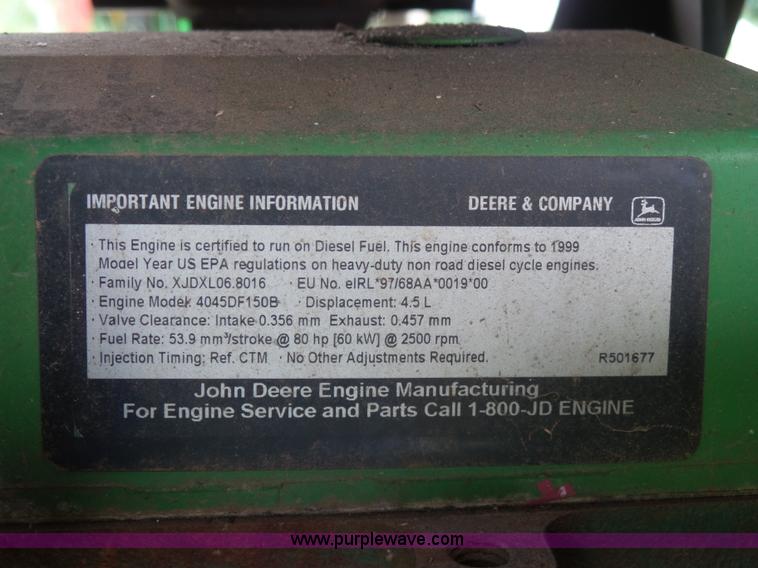 IMPORTANT ENGINE INFORMATION DEERE & COMPANY
JOHN DEERE
· This Engine is certified to run on Diesel Fuel. This engine conforms to 1999
Model Year US EPA regulations on heavy-duty non road diesel cycle engines.
· Family No. XJDXL06.8016 · EU No. eIRL*97/68AA*0019*00
· Engine Model: 4045DF150B · Displacement: 4.5 L
· Valve Clearance: Intake 0.356 mm Exhaust: 0.457 mm
· Fuel Rate: 53.9 mm³/stroke @ 80 hp [60 kW] @ 2500 rpm
· Injection Timing: Ref. CTM · No Other Adjustments Required. R501677
John Deere Engine Manufacturing
For Engine Service and Parts Call 1-800-JD ENGINE
www.purplewave.com